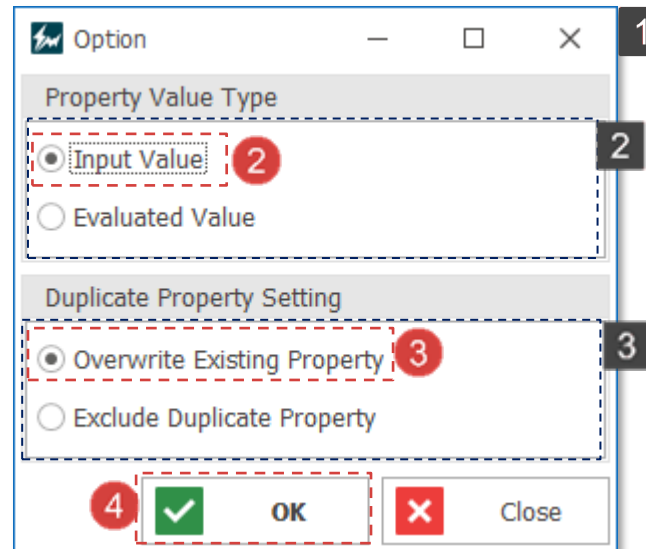 Option
1
Property Value Type
Input Value 2
2
Evaluated Value
Duplicate Property Setting
Overwrite Existing Property 3
3
Exclude Duplicate Property
4 OK Close